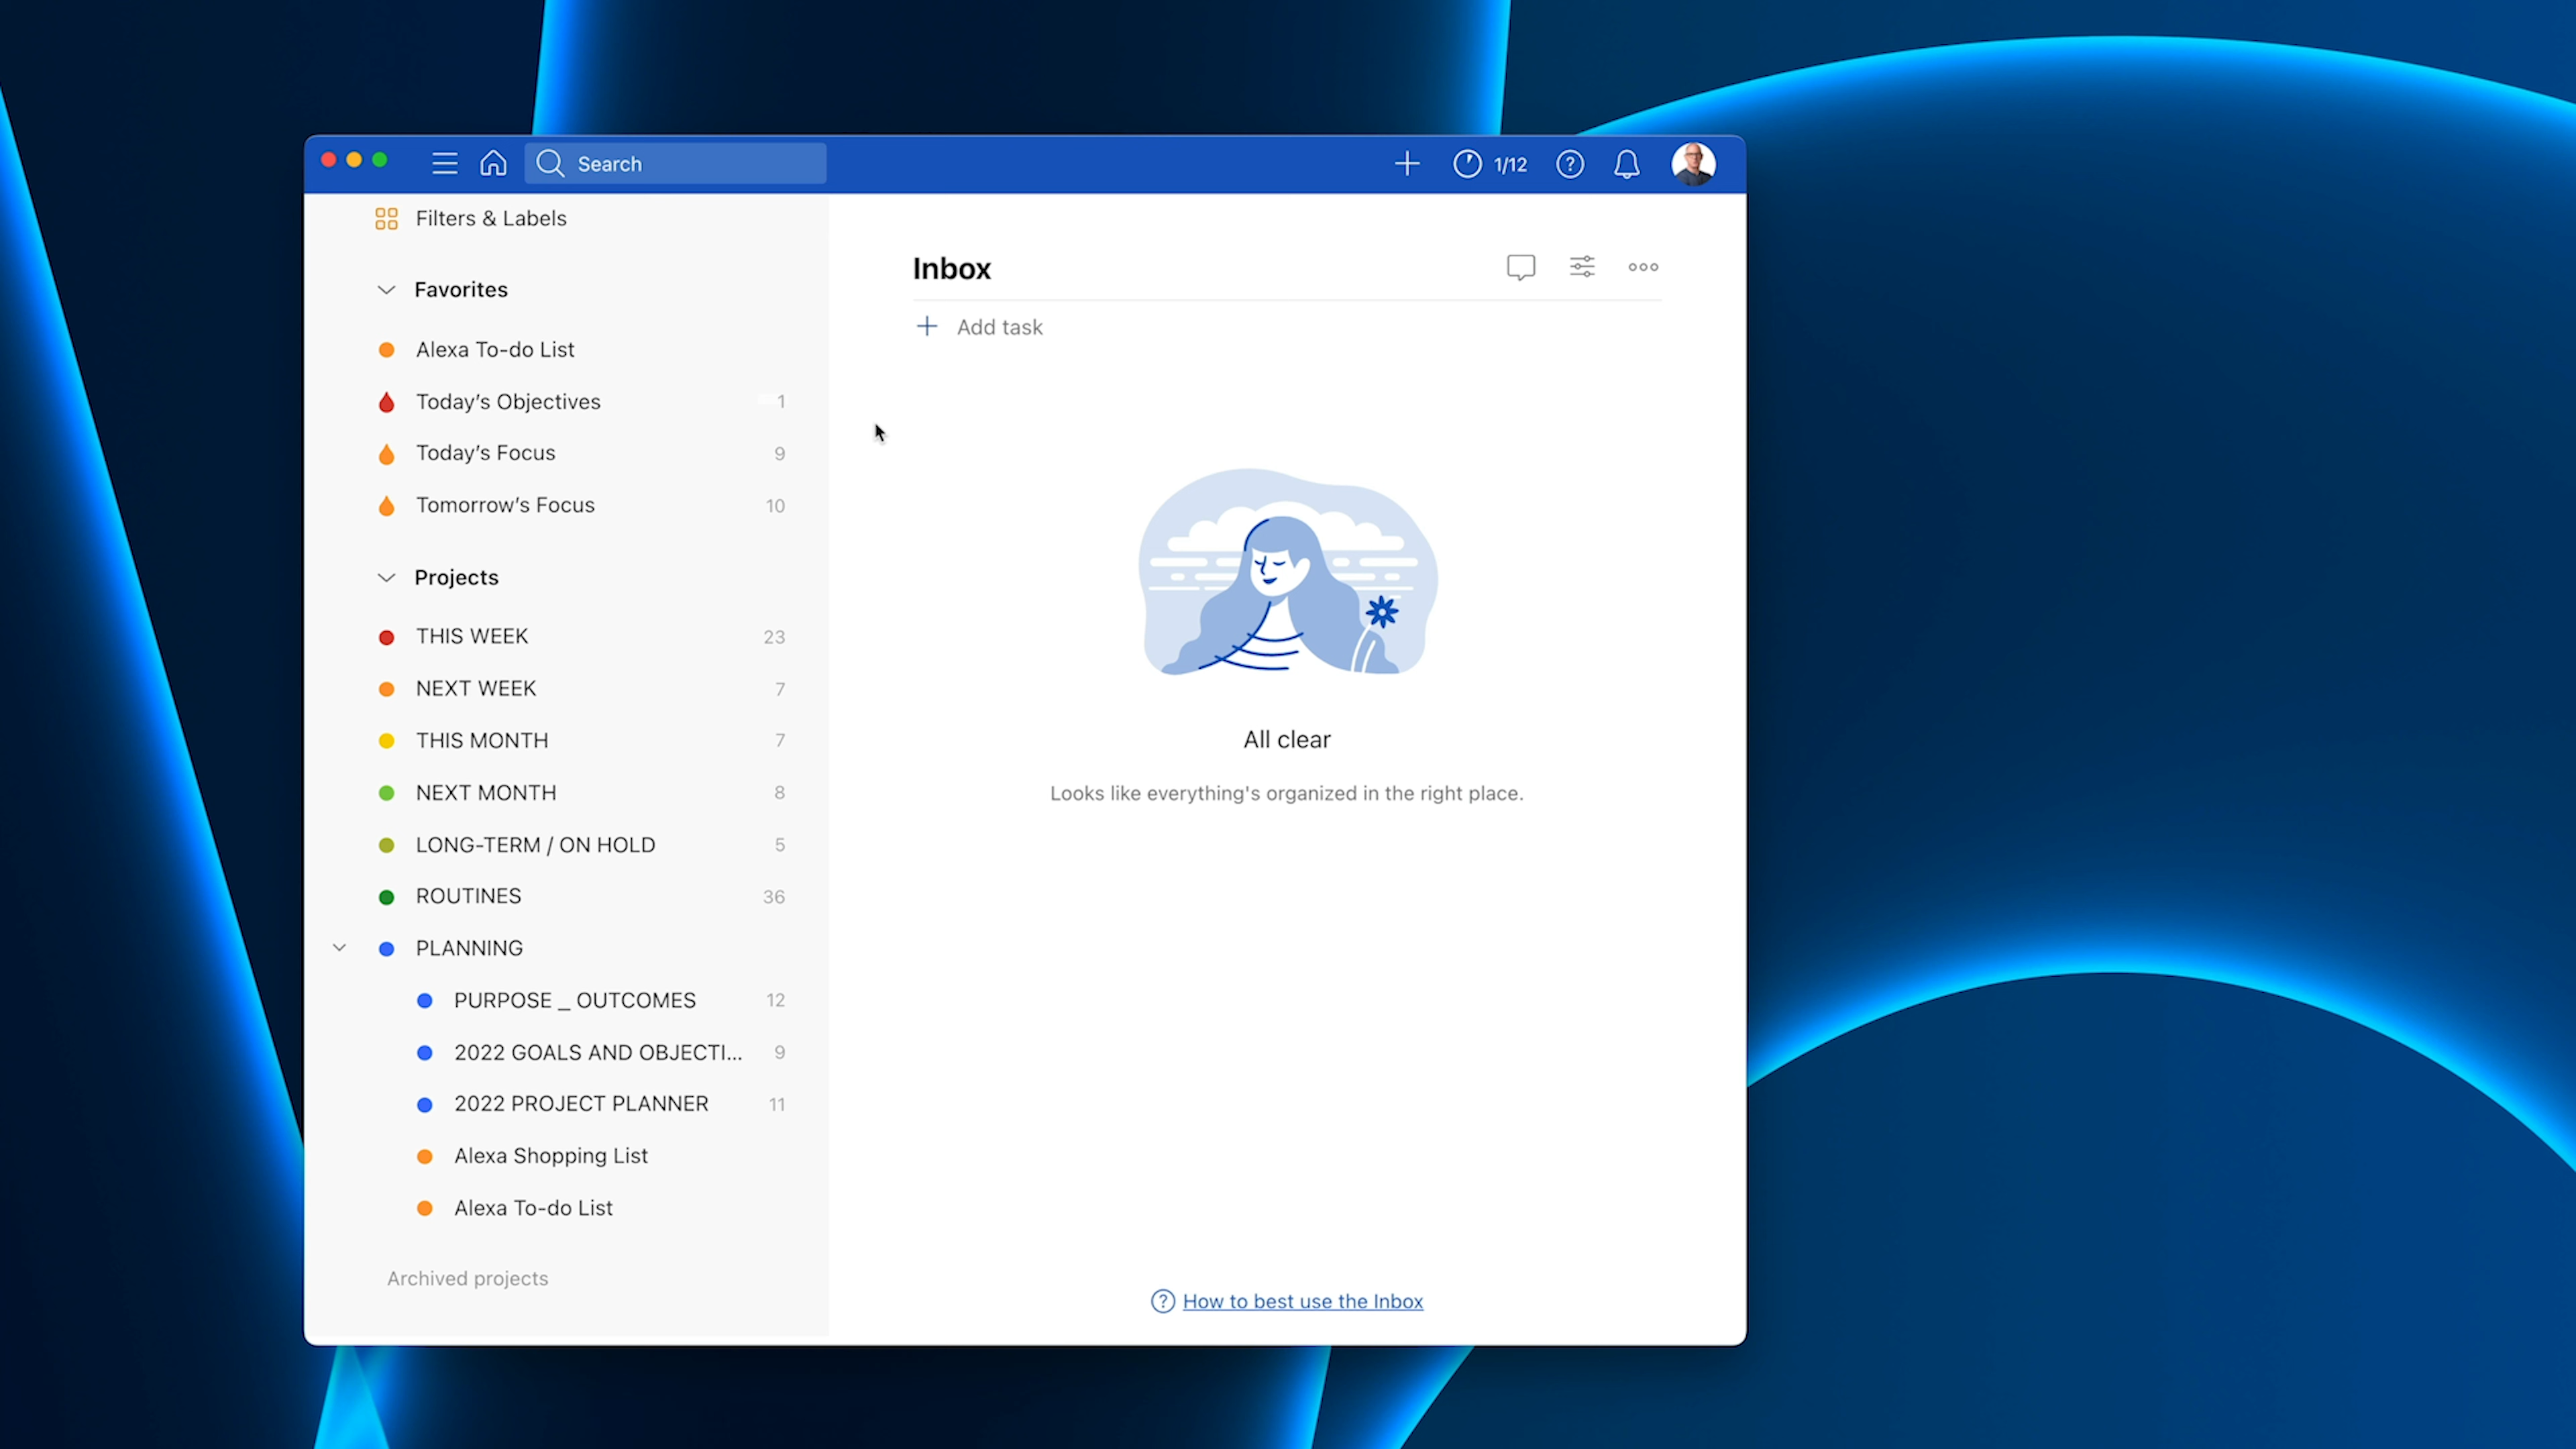 Search
1/12
Filters & Labels
Favorites
Alexa To-do List
Today's Objectives 1
Today's Focus 9
Tomorrow's Focus 10
Projects
THIS WEEK 23
NEXT WEEK 7
THIS MONTH 7
NEXT MONTH 8
LONG-TERM / ON HOLD 5
ROUTINES 36
PLANNING
PURPOSE _ OUTCOMES 12
2022 GOALS AND OBJECTI... 9
2022 PROJECT PLANNER 11
Alexa Shopping List
Alexa To-do List
Archived projects
Inbox
Add task
All clear
Looks like everything's organized in the right place.
How to best use the Inbox